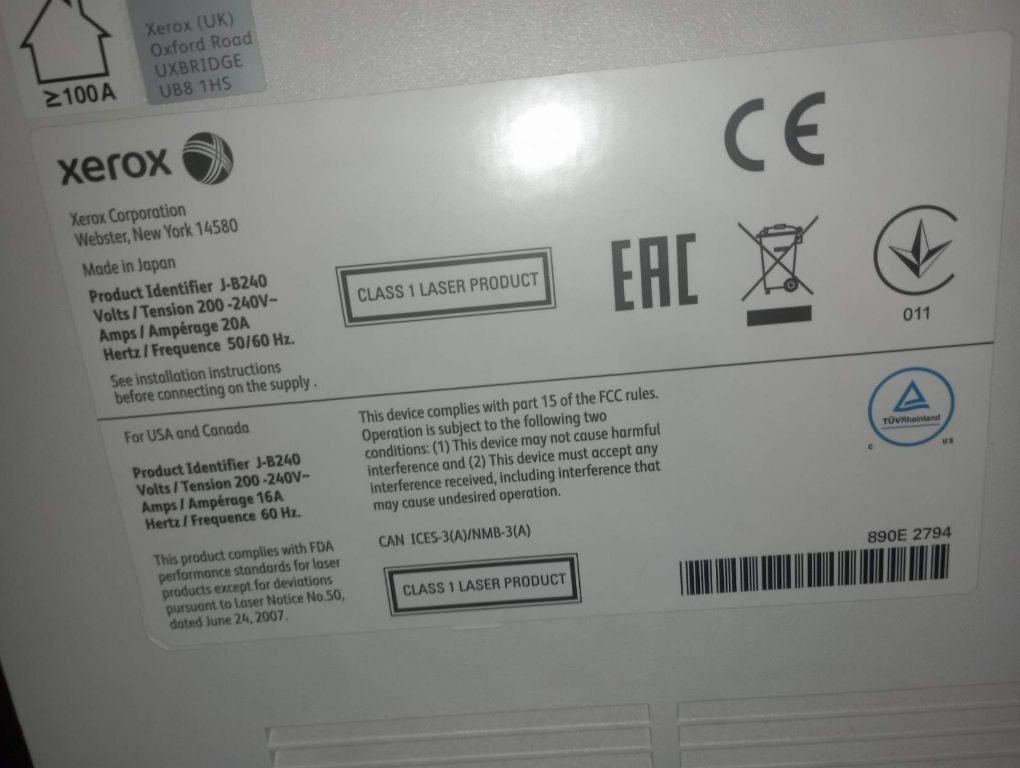 ≥100A
Xerox (UK)
Oxford Road
UXBRIDGE
UB8 1HS
xerox
Xerox Corporation
Webster, New York 14580
Made in Japan
Product Identifier J-B240
Volts / Tension 200 -240V~
Amps / Ampérage 20A
Hertz / Frequence 50/60 Hz.
See installation instructions
before connecting on the supply .
CLASS 1 LASER PRODUCT
CE
EAC
011
For USA and Canada
Product Identifier J-B240
Volts / Tension 200 -240V~
Amps / Ampérage 16A
Hertz / Frequence 60 Hz.
This product complies with FDA
performance standards for laser
products except for deviations
pursuant to Laser Notice No.50,
dated June 24, 2007.
This device complies with part 15 of the FCC rules.
Operation is subject to the following two
conditions: (1) This device may not cause harmful
interference and (2) This device must accept any
interference received, including interference that
may cause undesired operation.
CAN ICES-3(A)/NMB-3(A)
CLASS 1 LASER PRODUCT
TÜVRheinland
C US
890E 2794